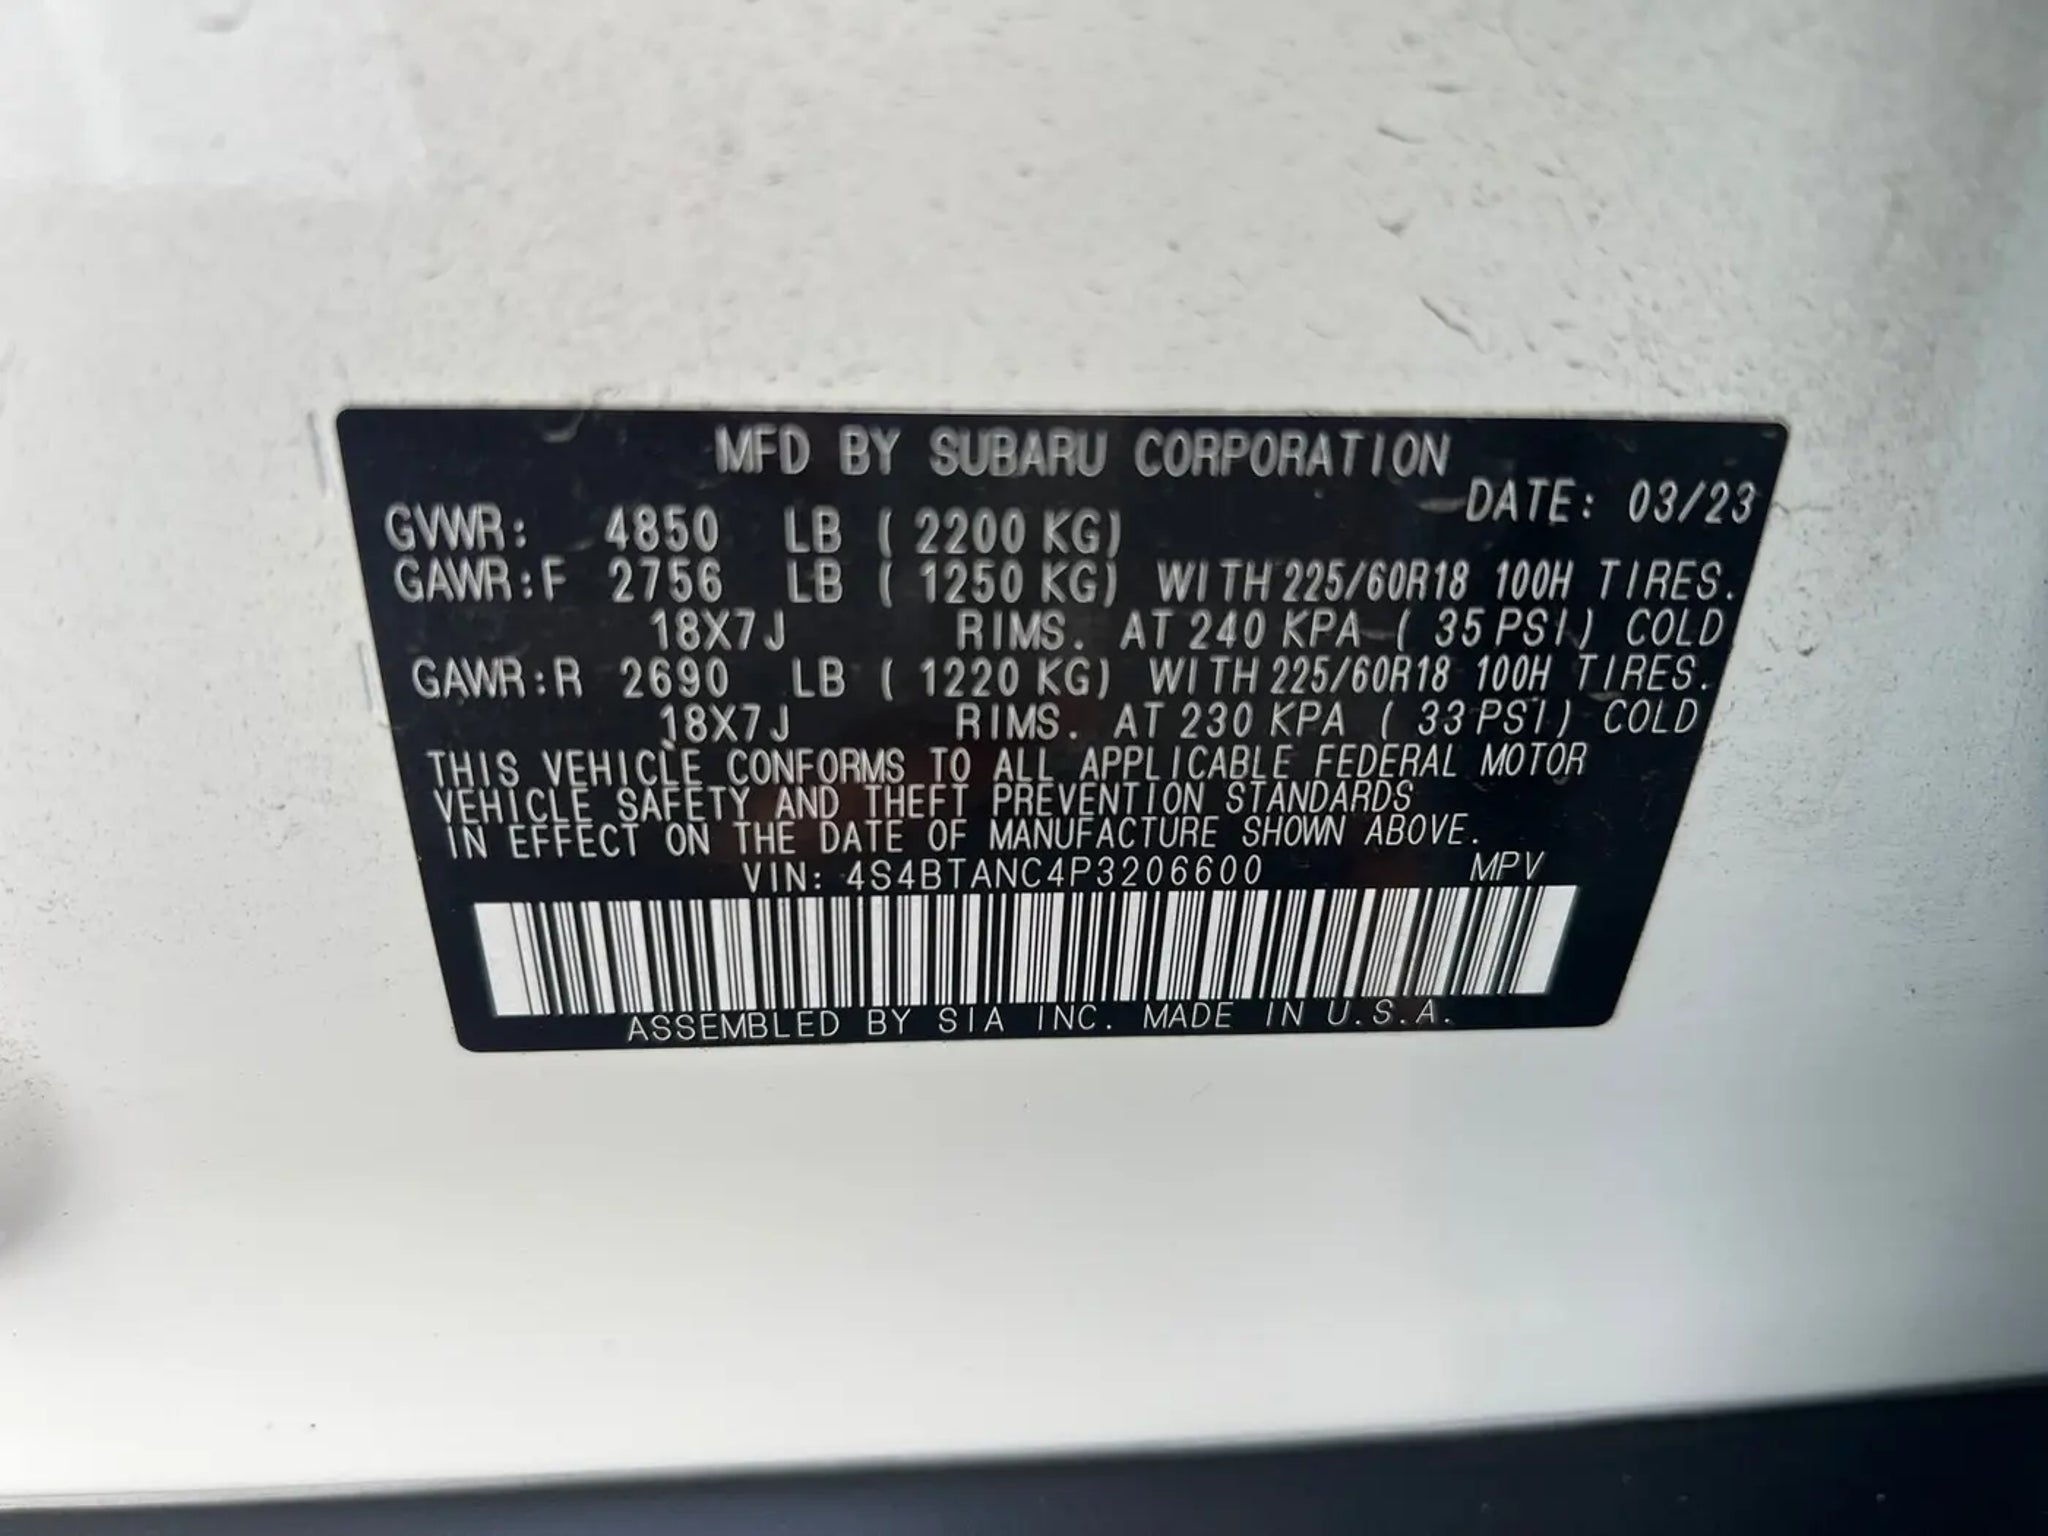 MFD BY SUBARU CORPORATION
DATE: 03/23
GVWR: 4850 LB ( 2200 KG)
GAWR:F 2756 LB ( 1250 KG) WITH 225/60R18 100H TIRES.
18X7J RIMS. AT 240 KPA ( 35 PSI) COLD
GAWR:R 2690 LB ( 1220 KG) WITH 225/60R18 100H TIRES.
18X7J RIMS. AT 230 KPA ( 33 PSI) COLD
THIS VEHICLE CONFORMS TO ALL APPLICABLE FEDERAL MOTOR
VEHICLE SAFETY AND THEFT PREVENTION STANDARDS
IN EFFECT ON THE DATE OF MANUFACTURE SHOWN ABOVE.
VIN: 4S4BTANC4P3206600 MPV
ASSEMBLED BY SIA INC. MADE IN U.S.A.